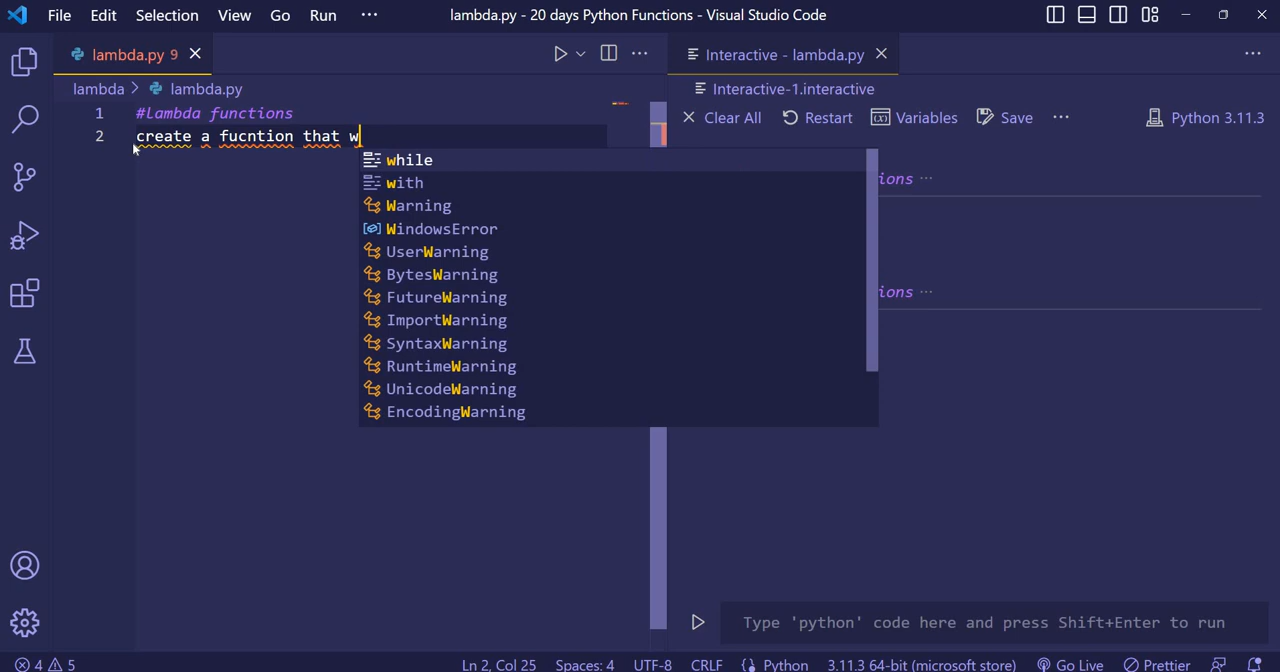 File Edit Selection View Go Run ··· lambda.py - 20 days Python Functions - Visual Studio Code
lambda.py 9
Interactive - lambda.py
lambda > lambda.py
Interactive-1.interactive
1 #lambda functions
Clear All Restart Variables Save ··· Python 3.11.3
2 create a fucntion that w
while
with
ions ···
Warning
WindowsError
UserWarning
BytesWarning
FutureWarning
ions ···
ImportWarning
SyntaxWarning
RuntimeWarning
UnicodeWarning
EncodingWarning
Type 'python' code here and press Shift+Enter to run
4 5 Ln 2, Col 25 Spaces: 4 UTF-8 CRLF Python 3.11.3 64-bit (microsoft store) Go Live Prettier